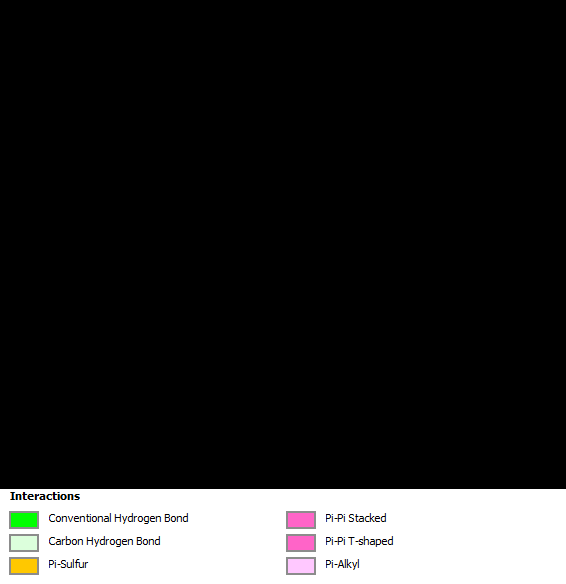 Interactions
Conventional Hydrogen Bond
Carbon Hydrogen Bond
Pi-Sulfur
Pi-Pi Stacked
Pi-Pi T-shaped
Pi-Alkyl